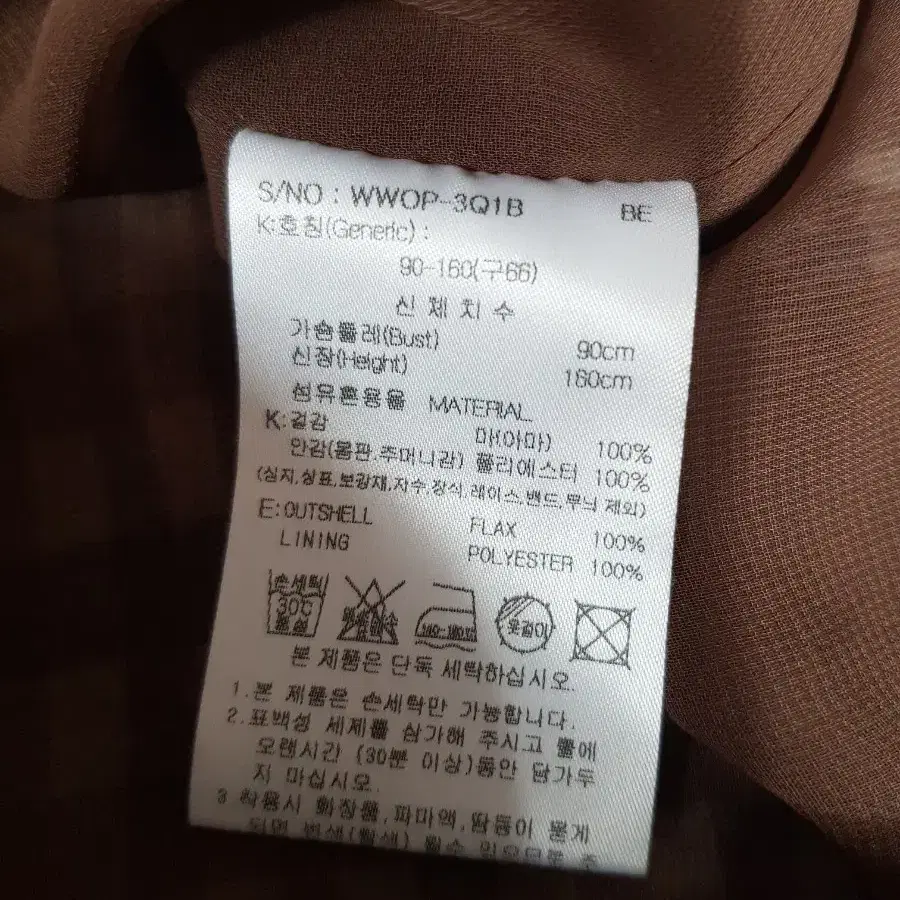 S/NO : WWOP-3Q1B BE
K:호칭(Generic) :
90-160(구66)
신체치수
가슴둘레(Bust) 90cm
신장(Height) 160cm
섬유혼용율 MATERIAL
K:겉감 마(아마) 100%
안감(몸판.주머니감) 폴리에스터 100%
(심지,상표,보강재,자수,장식,레이스,밴드,무늬 제외)
E:OUTSHELL FLAX 100%
LINING POLYESTER 100%
손세탁
30℃
중성
옷걸이
본 제품은 단독 세탁하십시오.
1.본 제품은 손세탁만 가능합니다.
2.표백성 세제를 삼가해 주시고 물에
오랜시간 (30분 이상)동안 담가두
지 마십시오.
3 착용시 화장품,파마액,땀등이 묻게
되면 변색(탈색)